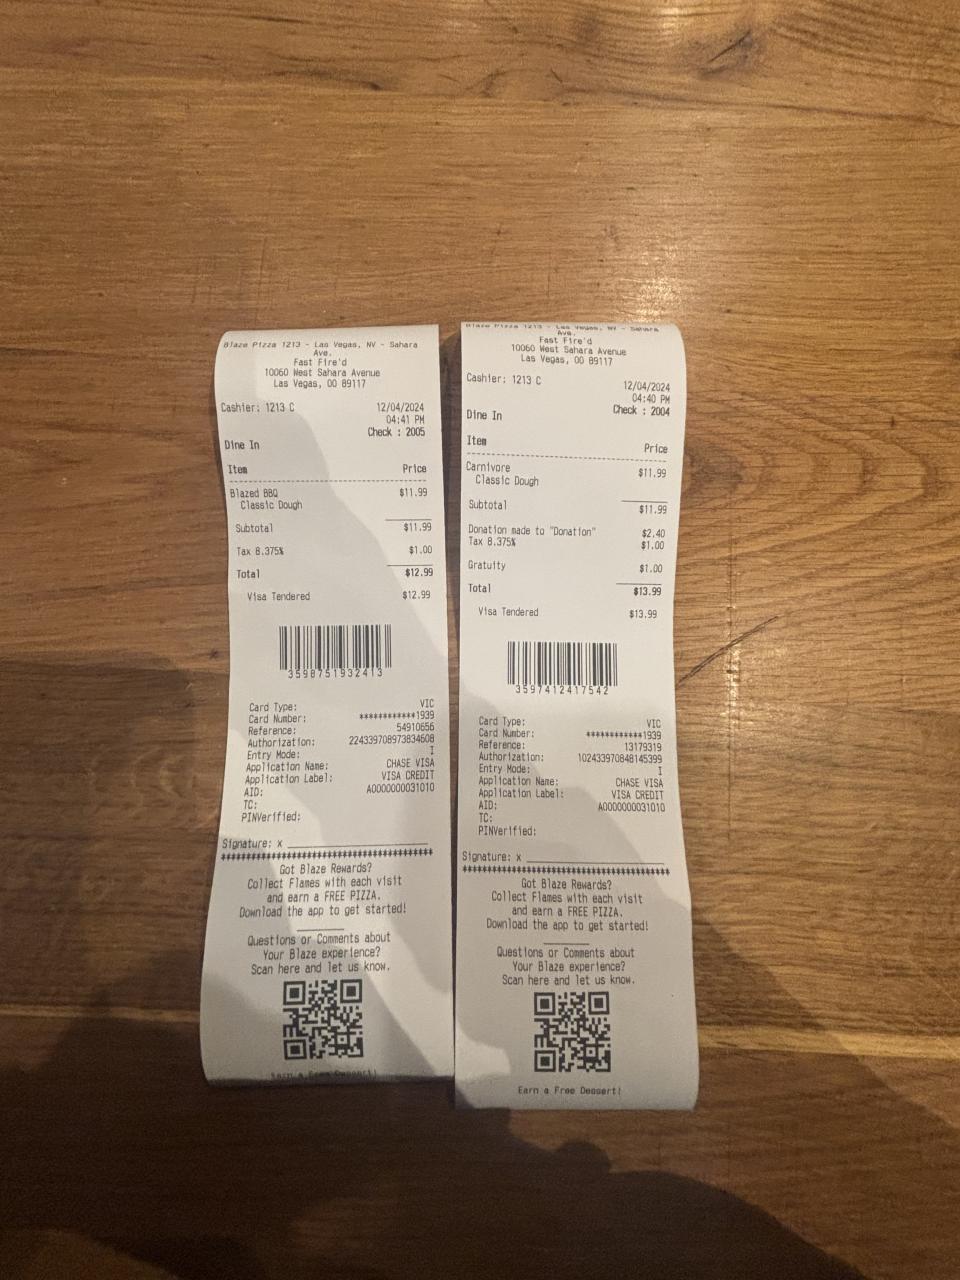 Blaze Pizza 1213 - Las Vegas, NV - Sahara
Ave.
Fast Fire'd
10060 West Sahara Avenue
Las Vegas, OO 89117
Cashier: 1213 C
12/04/2024
04:41 PM
Check : 2005
Dine In
Item Price
Blazed BBQ $11.99
Classic Dough
Subtotal $11.99
Tax 8.375% $1.00
Total $12.99
Visa Tendered $12.99
3598751932413
Card Type: VIC
Card Number: ************1939
Reference: 54910656
Authorization: 224339708973834608
Entry Mode: I
Application Name: CHASE VISA
Application Label: VISA CREDIT
AID: A0000000031010
TC:
PINVerified:
Signature: x
Got Blaze Rewards?
Collect Flames with each visit
and earn a FREE PIZZA.
Download the app to get started!
Questions or Comments about
Your Blaze experience?
Scan here and let us know.
Earn a Free Dessert!
Blaze Pizza 1213 - Las Vegas, NV - Sahara
Ave.
Fast Fire'd
10060 West Sahara Avenue
Las Vegas, OO 89117
Cashier: 1213 C
12/04/2024
04:40 PM
Check : 2004
Dine In
Item Price
Carnivore $11.99
Classic Dough
Subtotal $11.99
Donation made to "Donation" $2.40
Tax 8.375% $1.00
Gratuity $1.00
Total $13.99
Visa Tendered $13.99
3597412417542
Card Type: VIC
Card Number: ************1939
Reference: 13179319
Authorization: 102433970848145399
Entry Mode: I
Application Name: CHASE VISA
Application Label: VISA CREDIT
AID: A0000000031010
TC:
PINVerified:
Signature: x
Got Blaze Rewards?
Collect Flames with each visit
and earn a FREE PIZZA.
Download the app to get started!
Questions or Comments about
Your Blaze experience?
Scan here and let us know.
Earn a Free Dessert!